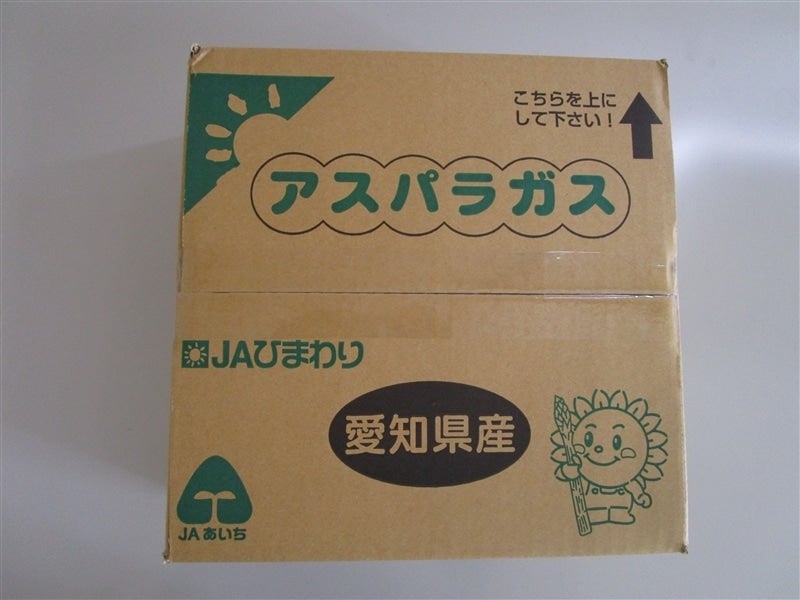 こちらを上に
して下さい！
アスパラガス
JAひまわり
愛知県産
JAあいち